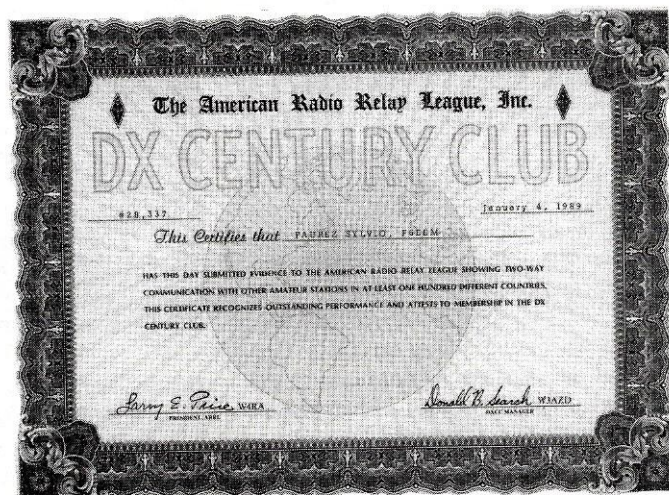 The American Radio Relay League, Inc.
DX CENTURY CLUB
#28,337
January 4, 1989
This Certifies that FAUREZ SYLVIO, F6EEM
HAS THIS DAY SUBMITTED EVIDENCE TO THE AMERICAN RADIO RELAY LEAGUE SHOWING TWO-WAY
COMMUNICATION WITH OTHER AMATEUR STATIONS IN AT LEAST ONE HUNDRED DIFFERENT COUNTRIES.
THIS CERTIFICATE RECOGNIZES OUTSTANDING PERFORMANCE AND ATTESTS TO MEMBERSHIP IN THE DX
CENTURY CLUB.
Larry E. Price W4RA
PRESIDENT, ARRL
Donald B. Search W3AZD
DXCC MANAGER